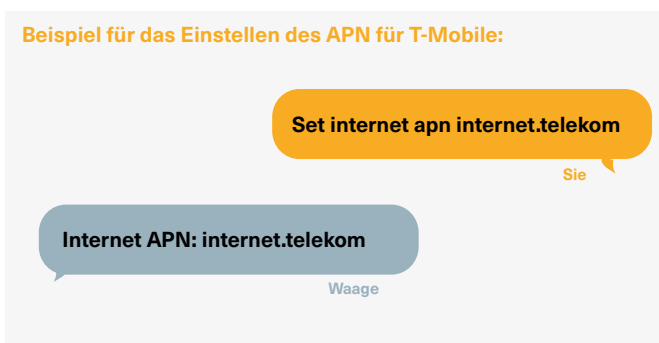 Beispiel für das Einstellen des APN für T-Mobile:
Set internet apn internet.telekom
Sie
Internet APN: internet.telekom
Waage